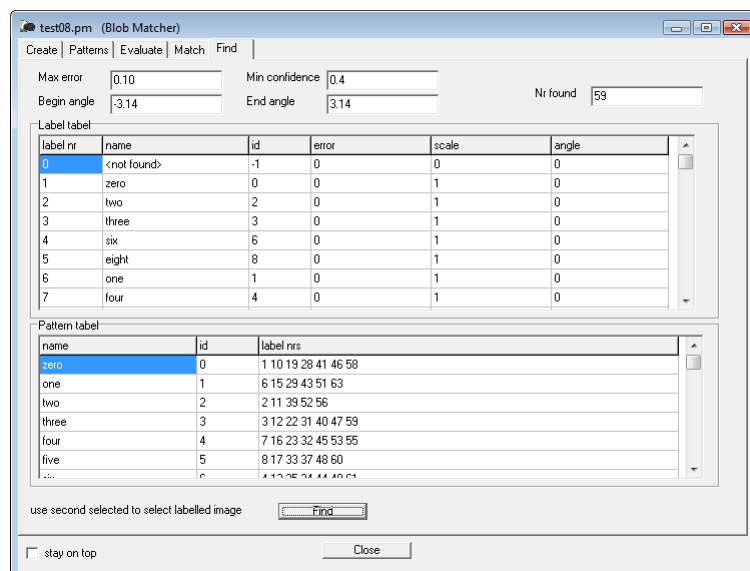 test08.pm (Blob Matcher)
Create Patterns Evaluate Match Find
Max error 0.10 Min confidence 0.4
Begin angle -3.14 End angle 3.14 Nr found 59
Label tabel
label nr name id error scale angle
0 <not found> -1 0 0 0
1 zero 0 0 1 0
2 two 2 0 1 0
3 three 3 0 1 0
4 six 6 0 1 0
5 eight 8 0 1 0
6 one 1 0 1 0
7 four 4 0 1 0
Pattern tabel
name id label nrs
zero 0 1 10 19 28 41 46 58
one 1 6 15 29 43 51 63
two 2 2 11 39 52 56
three 3 3 12 22 31 40 47 59
four 4 7 16 23 32 45 53 55
five 5 8 17 33 37 48 60
use second selected to select labelled image Find
stay on top Close